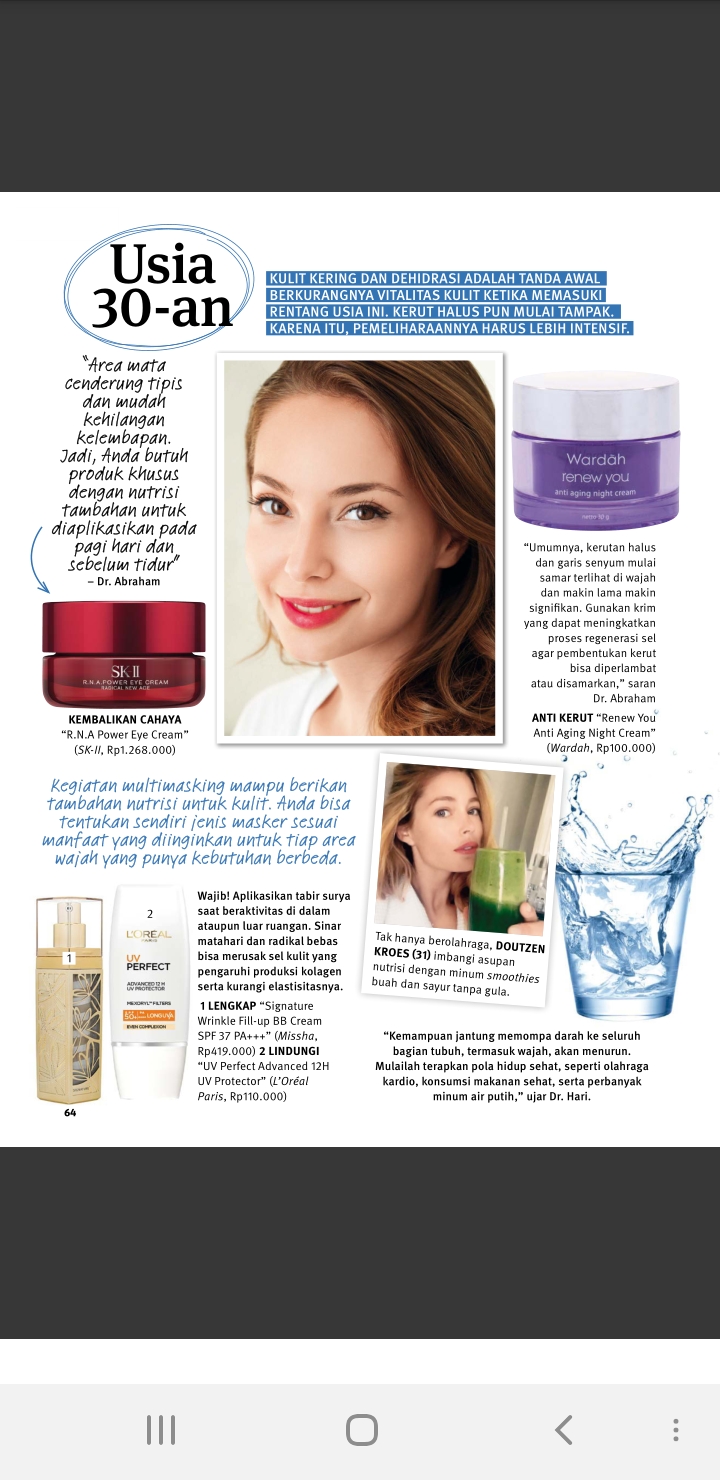 Usia
30-an
KULIT KERING DAN DEHIDRASI ADALAH TANDA AWAL
BERKURANGNYA VITALITAS KULIT KETIKA MEMASUKI
RENTANG USIA INI. KERUT HALUS PUN MULAI TAMPAK.
KARENA ITU, PEMELIHARAANNYA HARUS LEBIH INTENSIF.
"Area mata
cenderung tipis
dan mudah
kehilangan
kelembapan.
Jadi, Anda butuh
produk khusus
dengan nutrisi
tambahan untuk
diaplikasikan pada
pagi hari dan
sebelum tidur"
– Dr. Abraham
SK-II
R.N.A.POWER EYE CREAM
RADICAL NEW AGE
KEMBALIKAN CAHAYA
"R.N.A Power Eye Cream"
(SK-II, Rp1.268.000)
Wardah
renew you
anti aging night cream
"Umumnya, kerutan halus
dan garis senyum mulai
samar terlihat di wajah
dan makin lama makin
signifikan. Gunakan krim
yang dapat meningkatkan
proses regenerasi sel
agar pembentukan kerut
bisa diperlambat
atau disamarkan," saran
Dr. Abraham
ANTI KERUT "Renew You
Anti Aging Night Cream"
(Wardah, Rp100.000)
Kegiatan multimasking mampu berikan
tambahan nutrisi untuk kulit. Anda bisa
tentukan sendiri jenis masker sesuai
manfaat yang diinginkan untuk tiap area
wajah yang punya kebutuhan berbeda.
1
2
L'ORÉAL
PARIS
UV
PERFECT
ADVANCED 12 H
UV PROTECTOR
MEXORYL™ FILTERS
LONG UVA
EVEN COMPLEXION
Wajib! Aplikasikan tabir surya
saat beraktivitas di dalam
ataupun luar ruangan. Sinar
matahari dan radikal bebas
bisa merusak sel kulit yang
pengaruhi produksi kolagen
serta kurangi elastisitasnya.
1 LENGKAP "Signature
Wrinkle Fill-up BB Cream
SPF 37 PA+++" (Missha,
Rp419.000) 2 LINDUNGI
"UV Perfect Advanced 12H
UV Protector" (L'Oréal
Paris, Rp110.000)
Tak hanya berolahraga, DOUTZEN
KROES (31) imbangi asupan
nutrisi dengan minum smoothies
buah dan sayur tanpa gula.
"Kemampuan jantung memompa darah ke seluruh
bagian tubuh, termasuk wajah, akan menurun.
Mulailah terapkan pola hidup sehat, seperti olahraga
kardio, konsumsi makanan sehat, serta perbanyak
minum air putih," ujar Dr. Hari.
64